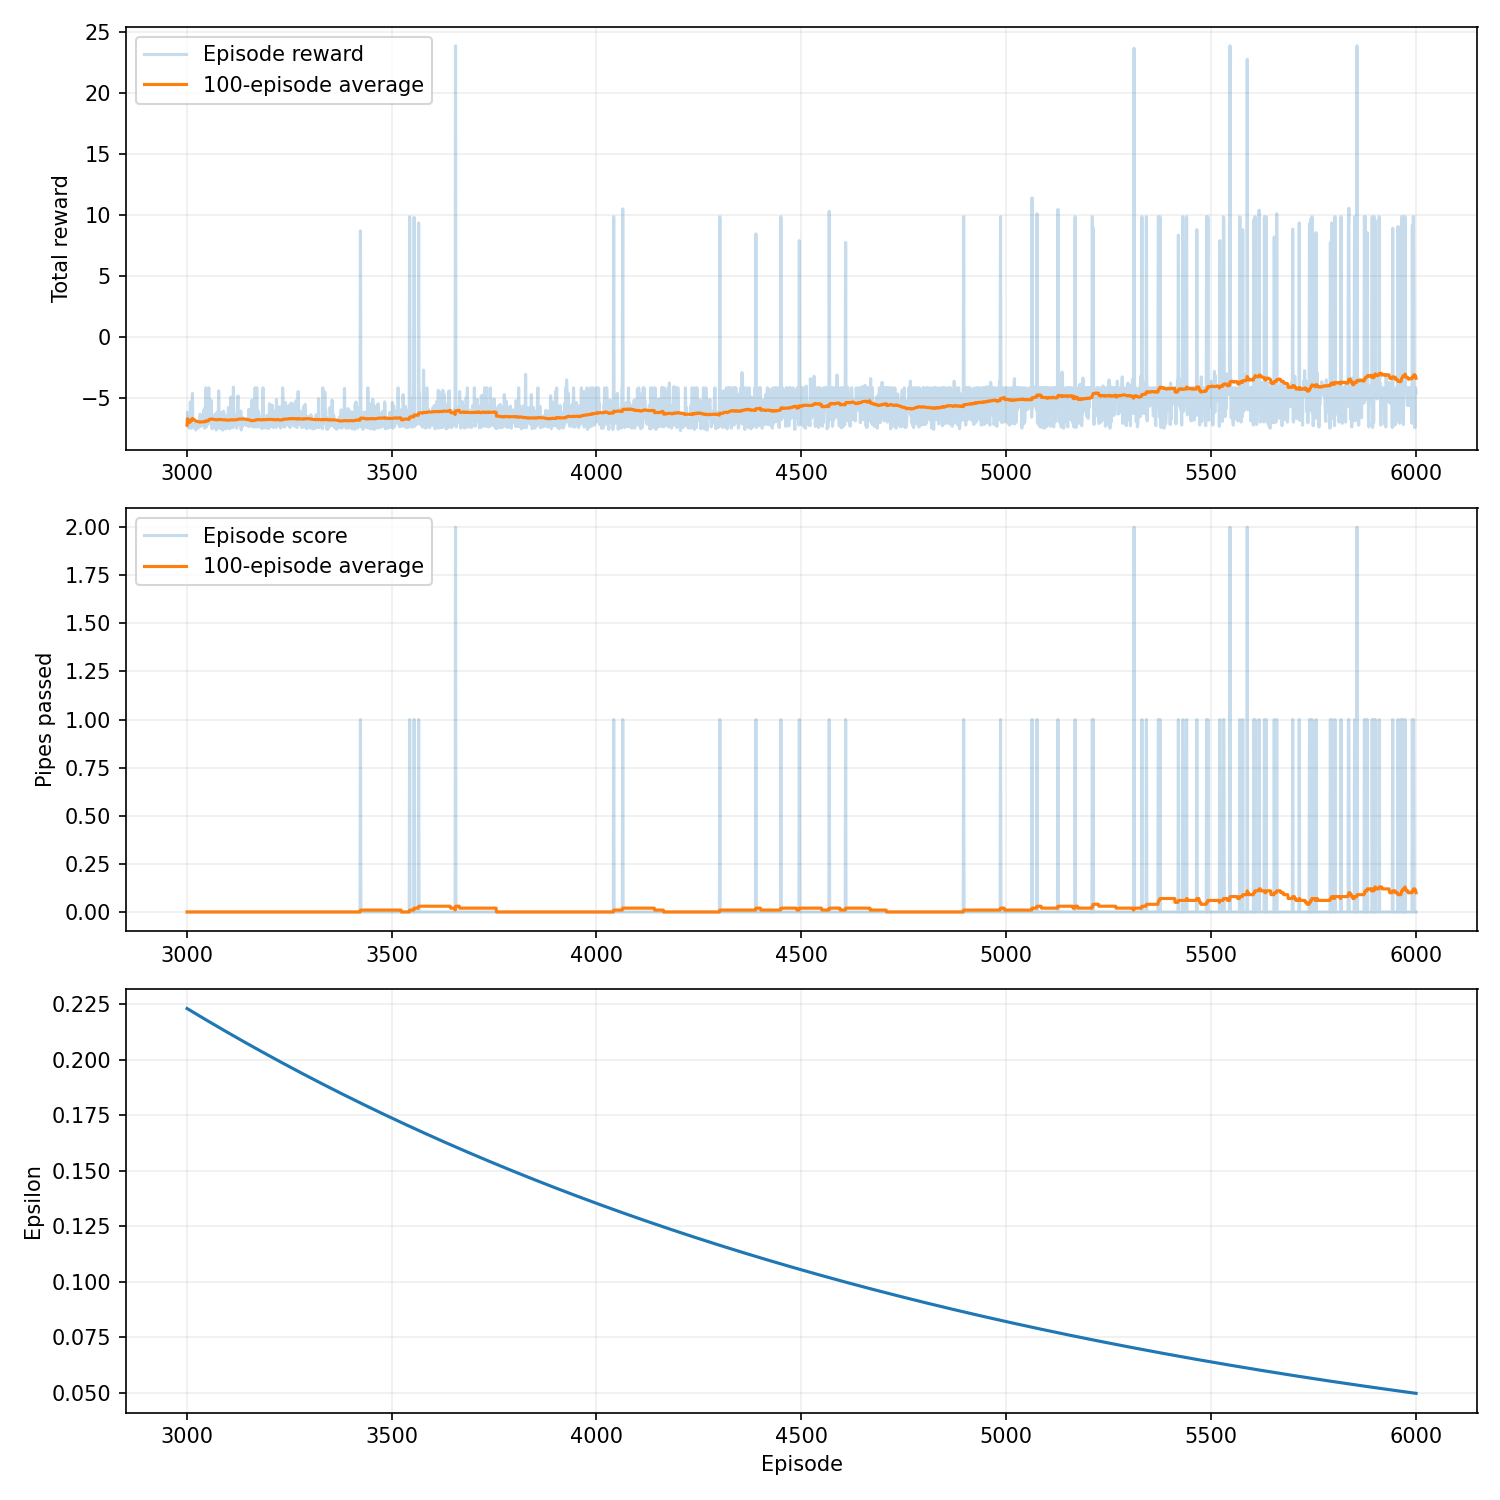 25
20
15
10
5
0
−5
Total reward
Episode reward
100-episode average
3000 3500 4000 4500 5000 5500 6000
2.00
1.75
1.50
1.25
1.00
0.75
0.50
0.25
0.00
Pipes passed
Episode score
100-episode average
3000 3500 4000 4500 5000 5500 6000
0.225
0.200
0.175
0.150
0.125
0.100
0.075
0.050
Epsilon
3000 3500 4000 4500 5000 5500 6000
Episode